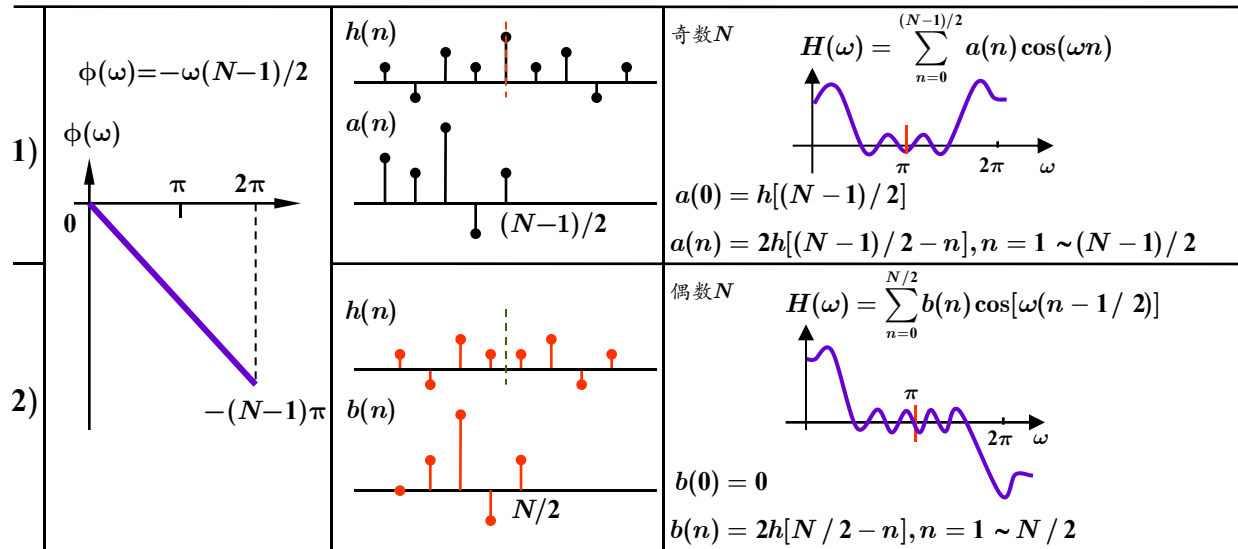 1)
ϕ(ω)=−ω(N−1)/2
ϕ(ω)
π
2π
0
−(N−1)π
h(n)
a(n)
(N−1)/2
奇数N
H(ω) = ∑_{n=0}^{(N−1)/2} a(n) cos(ωn)
π
2π
ω
a(0) = h[(N − 1)/2]
a(n) = 2h[(N − 1)/2 − n], n = 1 ~ (N − 1)/2
2)
h(n)
b(n)
N/2
偶数N
H(ω) = ∑_{n=0}^{N/2} b(n) cos[ω(n − 1/2)]
π
2π
ω
b(0) = 0
b(n) = 2h[N/2 − n], n = 1 ~ N/2